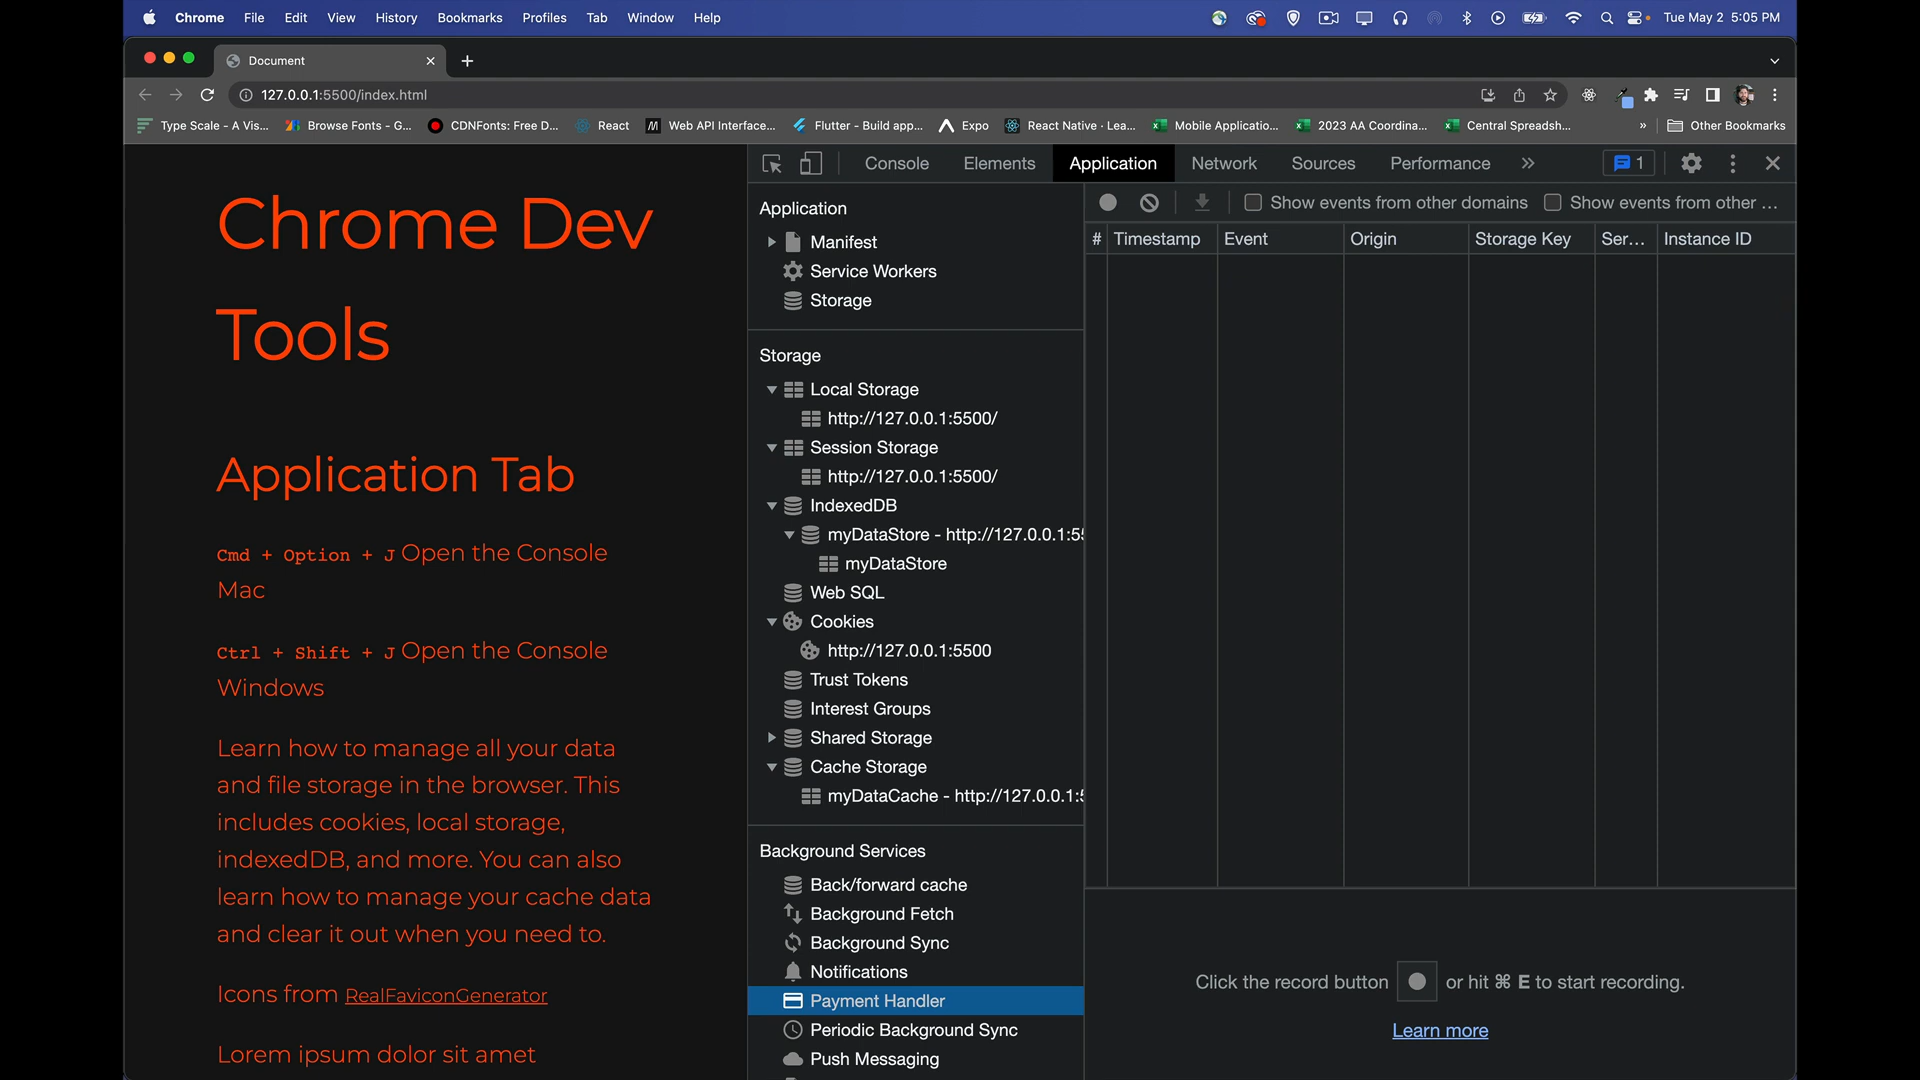 Chrome File Edit View History Bookmarks Profiles Tab Window Help Tue May 2 5:05 PM
Document
127.0.0.1:5500/index.html
Type Scale - A Vis... Browse Fonts - G... CDNFonts: Free D... React Web API Interface... Flutter - Build app... Expo React Native · Lea... Mobile Applicatio... 2023 AA Coordina... Central Spreadsh... » Other Bookmarks
Chrome Dev
Tools
Application Tab
Cmd + Option + J Open the Console
Mac
Ctrl + Shift + J Open the Console
Windows
Learn how to manage all your data
and file storage in the browser. This
includes cookies, local storage,
indexedDB, and more. You can also
learn how to manage your cache data
and clear it out when you need to.
Icons from RealFaviconGenerator
Lorem ipsum dolor sit amet
Console Elements Application Network Sources Performance » 1
Application
Manifest
Service Workers
Storage
Storage
Local Storage
http://127.0.0.1:5500/
Session Storage
http://127.0.0.1:5500/
IndexedDB
myDataStore - http://127.0.0.1:55
myDataStore
Web SQL
Cookies
http://127.0.0.1:5500
Trust Tokens
Interest Groups
Shared Storage
Cache Storage
myDataCache - http://127.0.0.1:5
Background Services
Back/forward cache
Background Fetch
Background Sync
Notifications
Payment Handler
Periodic Background Sync
Push Messaging
Show events from other domains Show events from other ...
# Timestamp Event Origin Storage Key Ser... Instance ID
Click the record button or hit ⌘ E to start recording.
Learn more